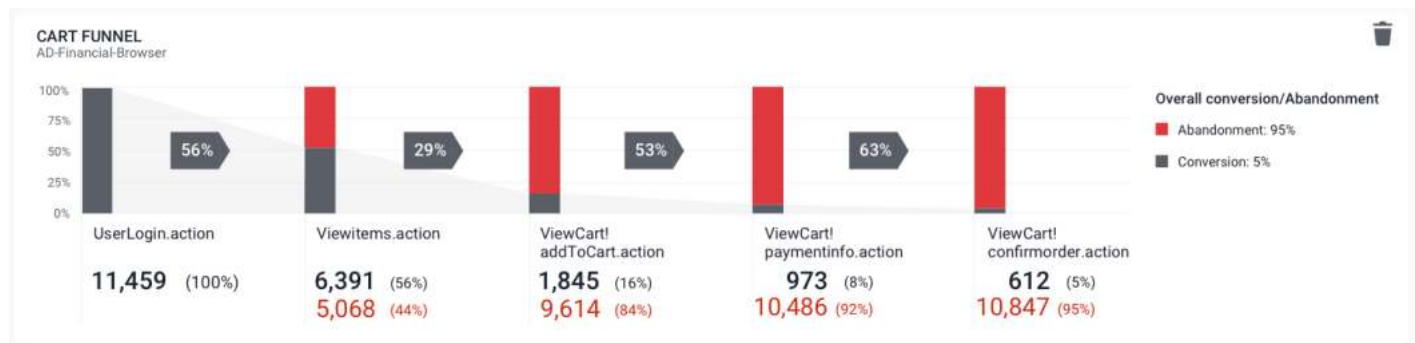 CART FUNNEL
AD-Financial-Browser
100%
75%
50%
25%
0%
56%
29%
53%
63%
Overall conversion/Abandonment
Abandonment: 95%
Conversion: 5%
UserLogin.action
11,459 (100%)
Viewitems.action
6,391 (56%)
5,068 (44%)
ViewCart!
addToCart.action
1,845 (16%)
9,614 (84%)
ViewCart!
paymentinfo.action
973 (8%)
10,486 (92%)
ViewCart!
confirmorder.action
612 (5%)
10,847 (95%)